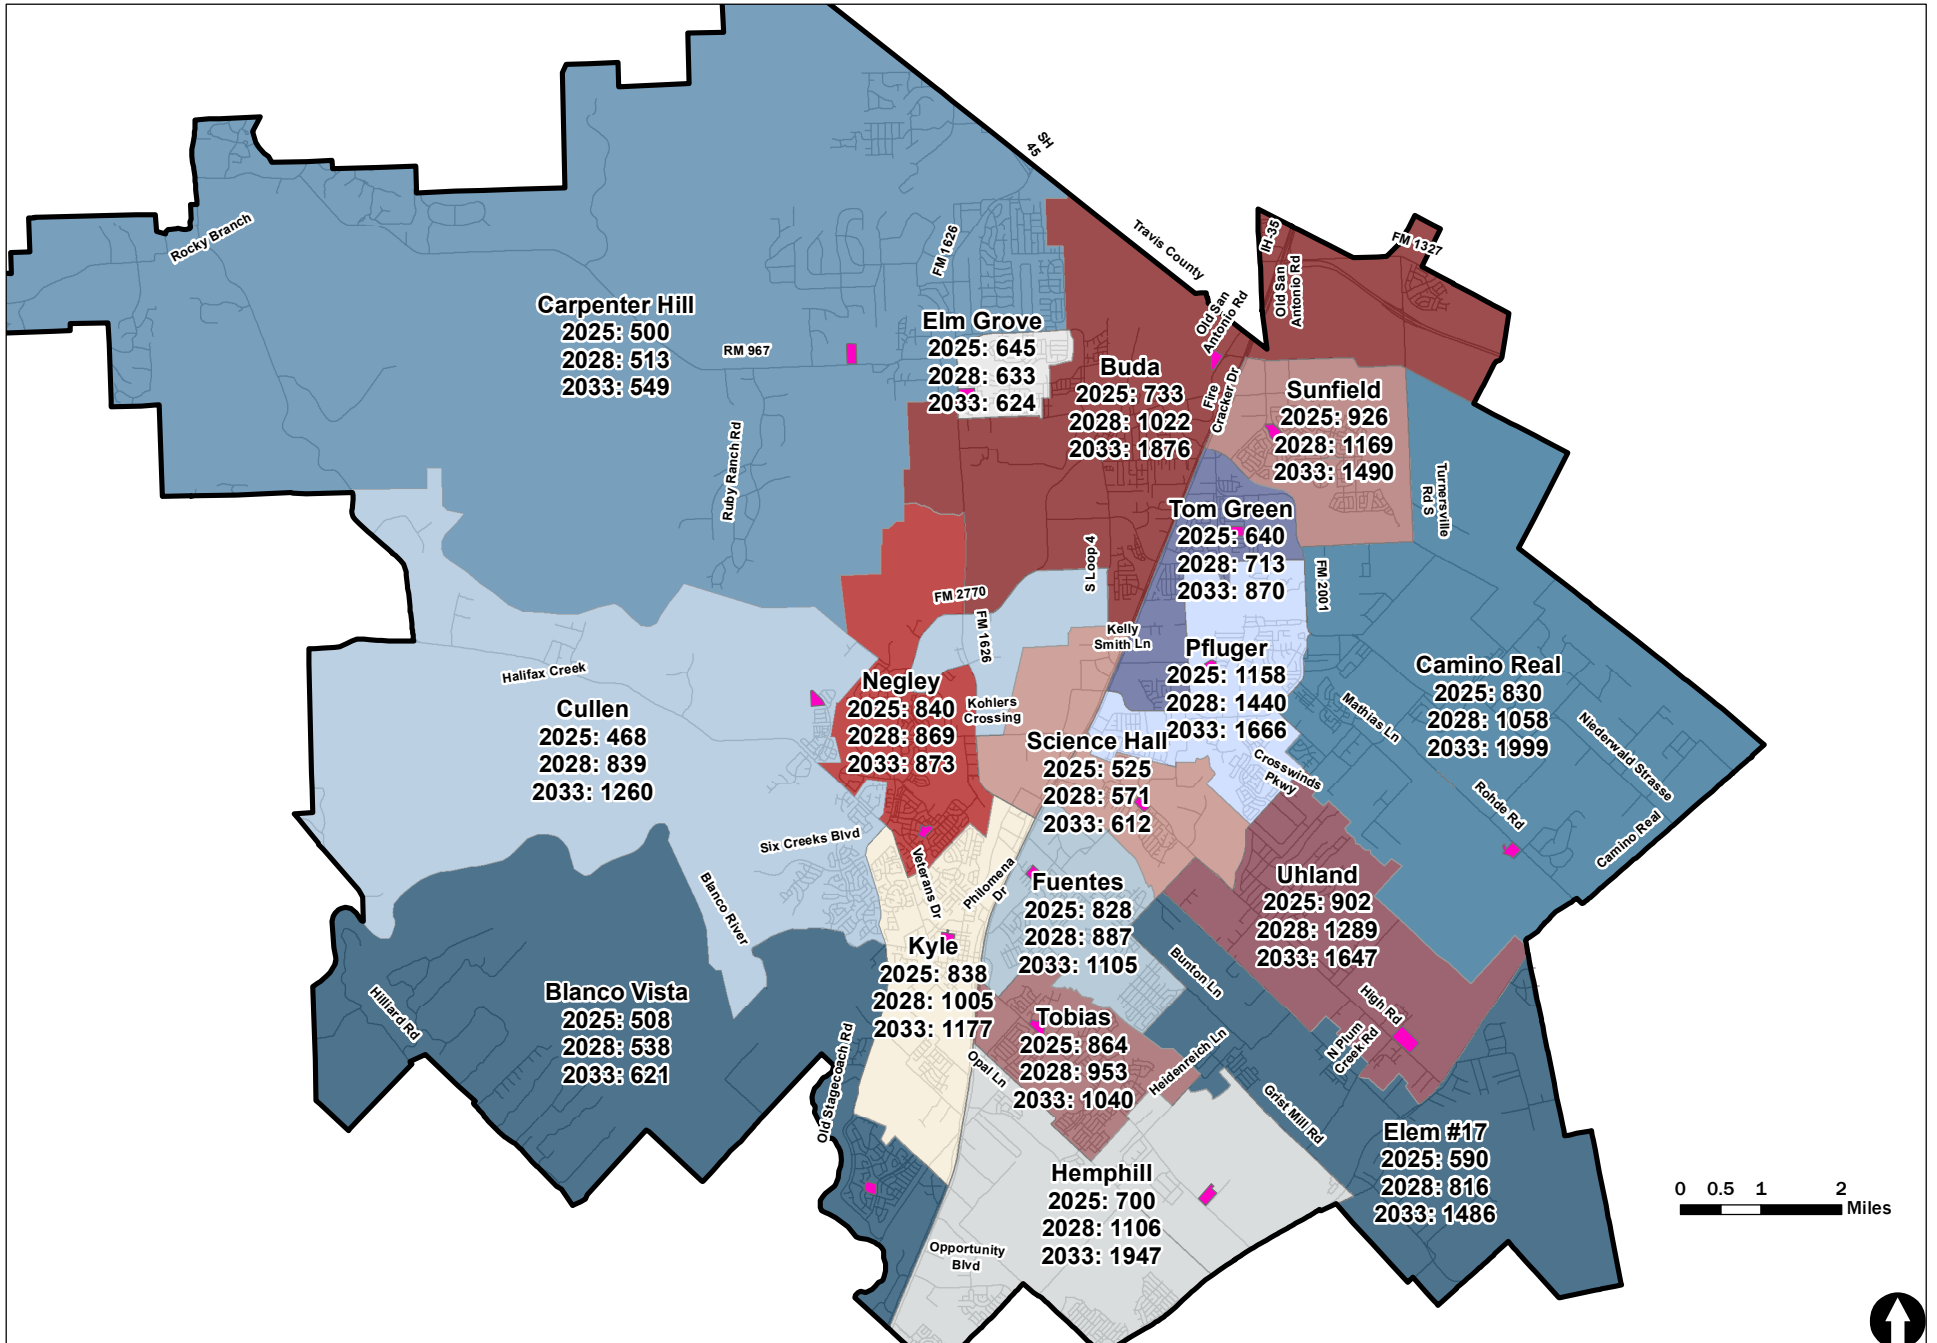 SH
45
Travis County
IH-35
Old San
Antonio Rd
FM 1327
Rocky Branch
FM 1626
Old San
Antonio Rd
Carpenter Hill
2025: 500
2028: 513
2033: 549
RM 967
Elm Grove
2025: 645
2028: 633
2033: 624
Buda
2025: 733
2028: 1022
2033: 1876
Fire
Cracker Dr
Sunfield
2025: 926
2028: 1169
2033: 1490
Ruby Ranch Rd
Turnersville
Rd S
Tom Green
2025: 640
2028: 713
2033: 870
S Loop 4
FM 2001
FM 2770
FM 1626
Kelly
Smith Ln
Halifax Creek
Pfluger
2025: 1158
2028: 1440
2033: 1666
Camino Real
2025: 830
2028: 1058
2033: 1999
Negley
2025: 840
2028: 869
2033: 873
Kohlers
Crossing
Cullen
2025: 468
2028: 839
2033: 1260
Mathias Ln
Niederwald Strasse
Science Hall
2025: 525
2028: 571
2033: 612
Crosswinds
Pkwy
Rohde Rd
Camino Real
Six Creeks Blvd
Veterans Dr
Philomena
Dr
Blanco River
Fuentes
2025: 828
2028: 887
2033: 1105
Uhland
2025: 902
2028: 1289
2033: 1647
Kyle
2025: 838
2028: 1005
2033: 1177
Bunton Ln
Hilliard Rd
Blanco Vista
2025: 508
2028: 538
2033: 621
High Rd
N Plum
Creek Rd
Tobias
2025: 864
2028: 953
2033: 1040
Old Stagecoach Rd
Opal Ln
Heidenreich Ln
Grist Mill Rd
Elem #17
2025: 590
2028: 816
2033: 1486
Hemphill
2025: 700
2028: 1106
2033: 1947
Opportunity
Blvd
0 0.5 1 2
Miles